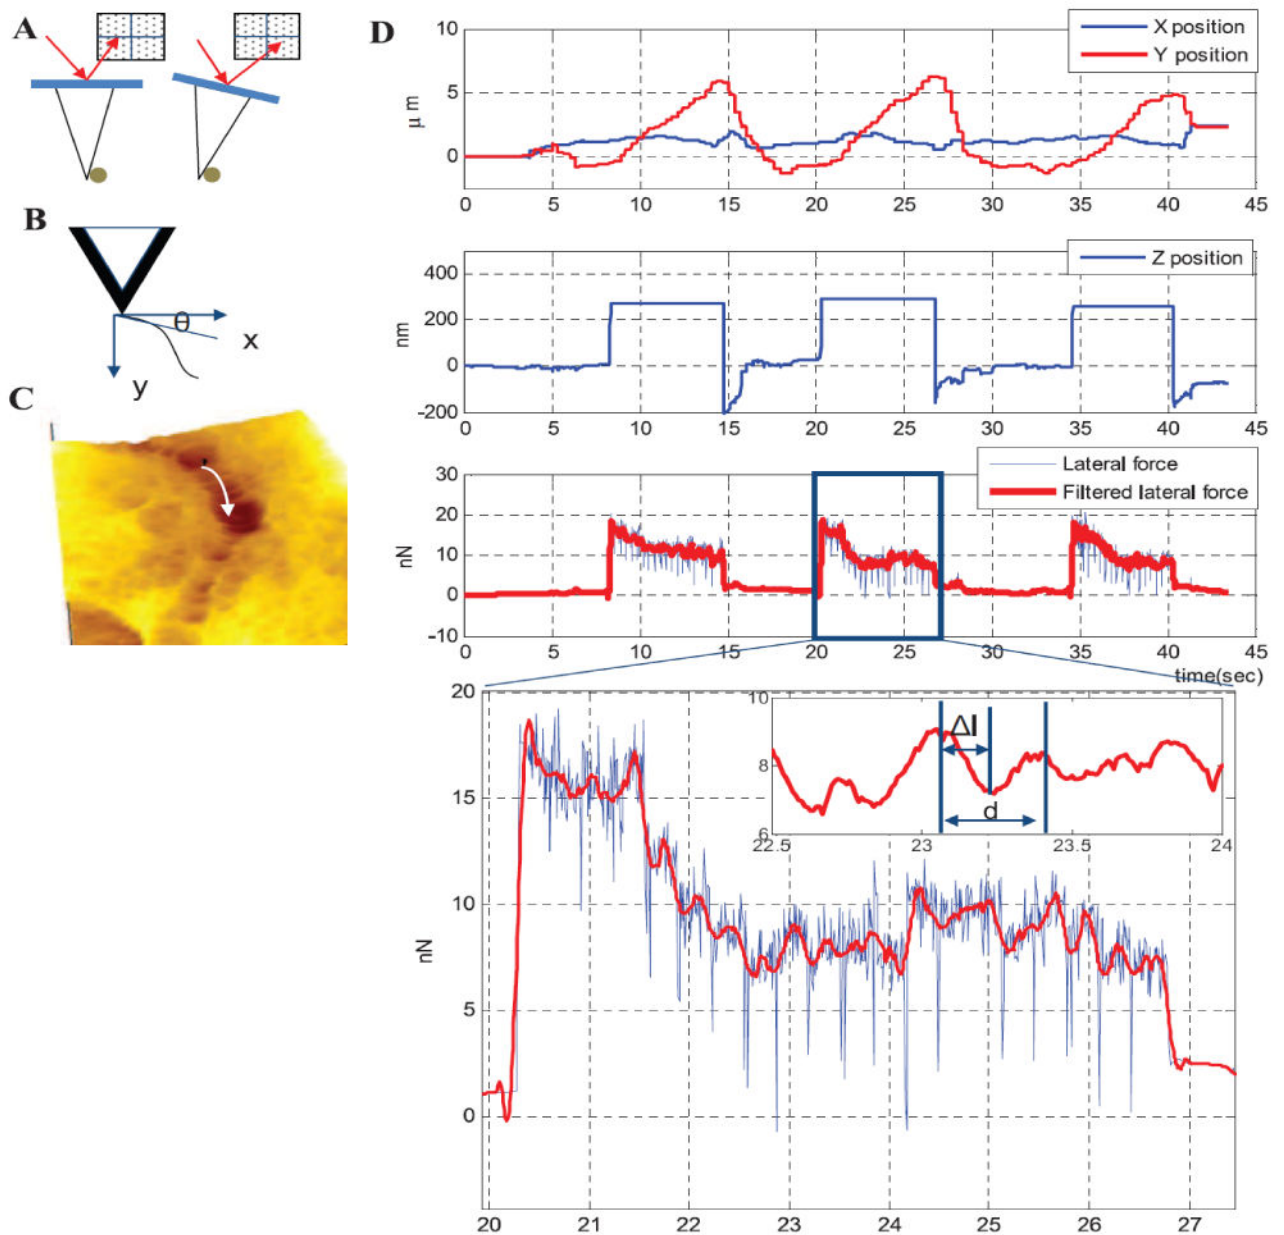 A
B
θ
x
y
C
D
X position
Y position
10
5
0
μ m
0 5 10 15 20 25 30 35 40 45
Z position
400
200
0
-200
nm
0 5 10 15 20 25 30 35 40 45
Lateral force
Filtered lateral force
30
20
10
0
-10
nN
0 5 10 15 20 25 30 35 40 45
time(sec)
20
15
10
5
0
nN
20 21 22 23 24 25 26 27
10
8
6
Δl
d
22.5 23 23.5 24